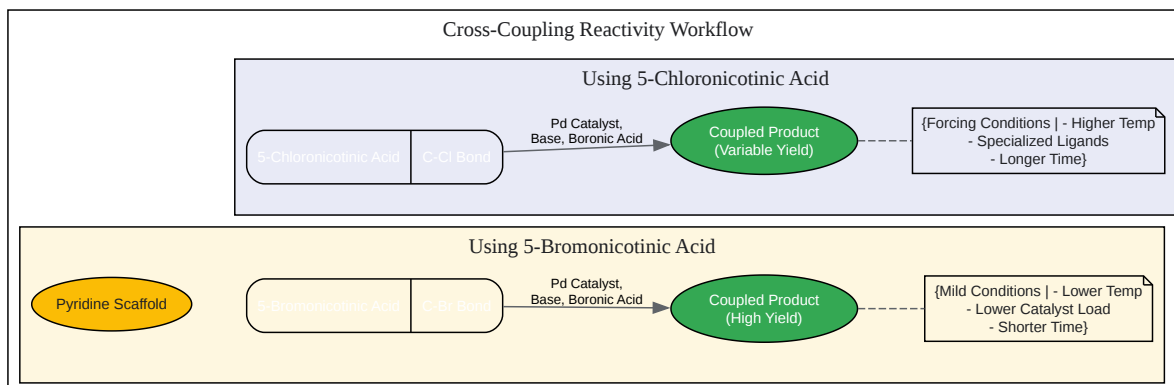 Cross-Coupling Reactivity Workflow
Using 5-Chloronicotinic Acid
5-Chloronicotinic Acid
C-Cl Bond
Pd Catalyst,
Base, Boronic Acid
Coupled Product
(Variable Yield)
{Forcing Conditions | - Higher Temp
- Specialized Ligands
- Longer Time}
Using 5-Bromonicotinic Acid
Pyridine Scaffold
5-Bromonicotinic Acid
C-Br Bond
Pd Catalyst,
Base, Boronic Acid
Coupled Product
(High Yield)
{Mild Conditions | - Lower Temp
- Lower Catalyst Load
- Shorter Time}